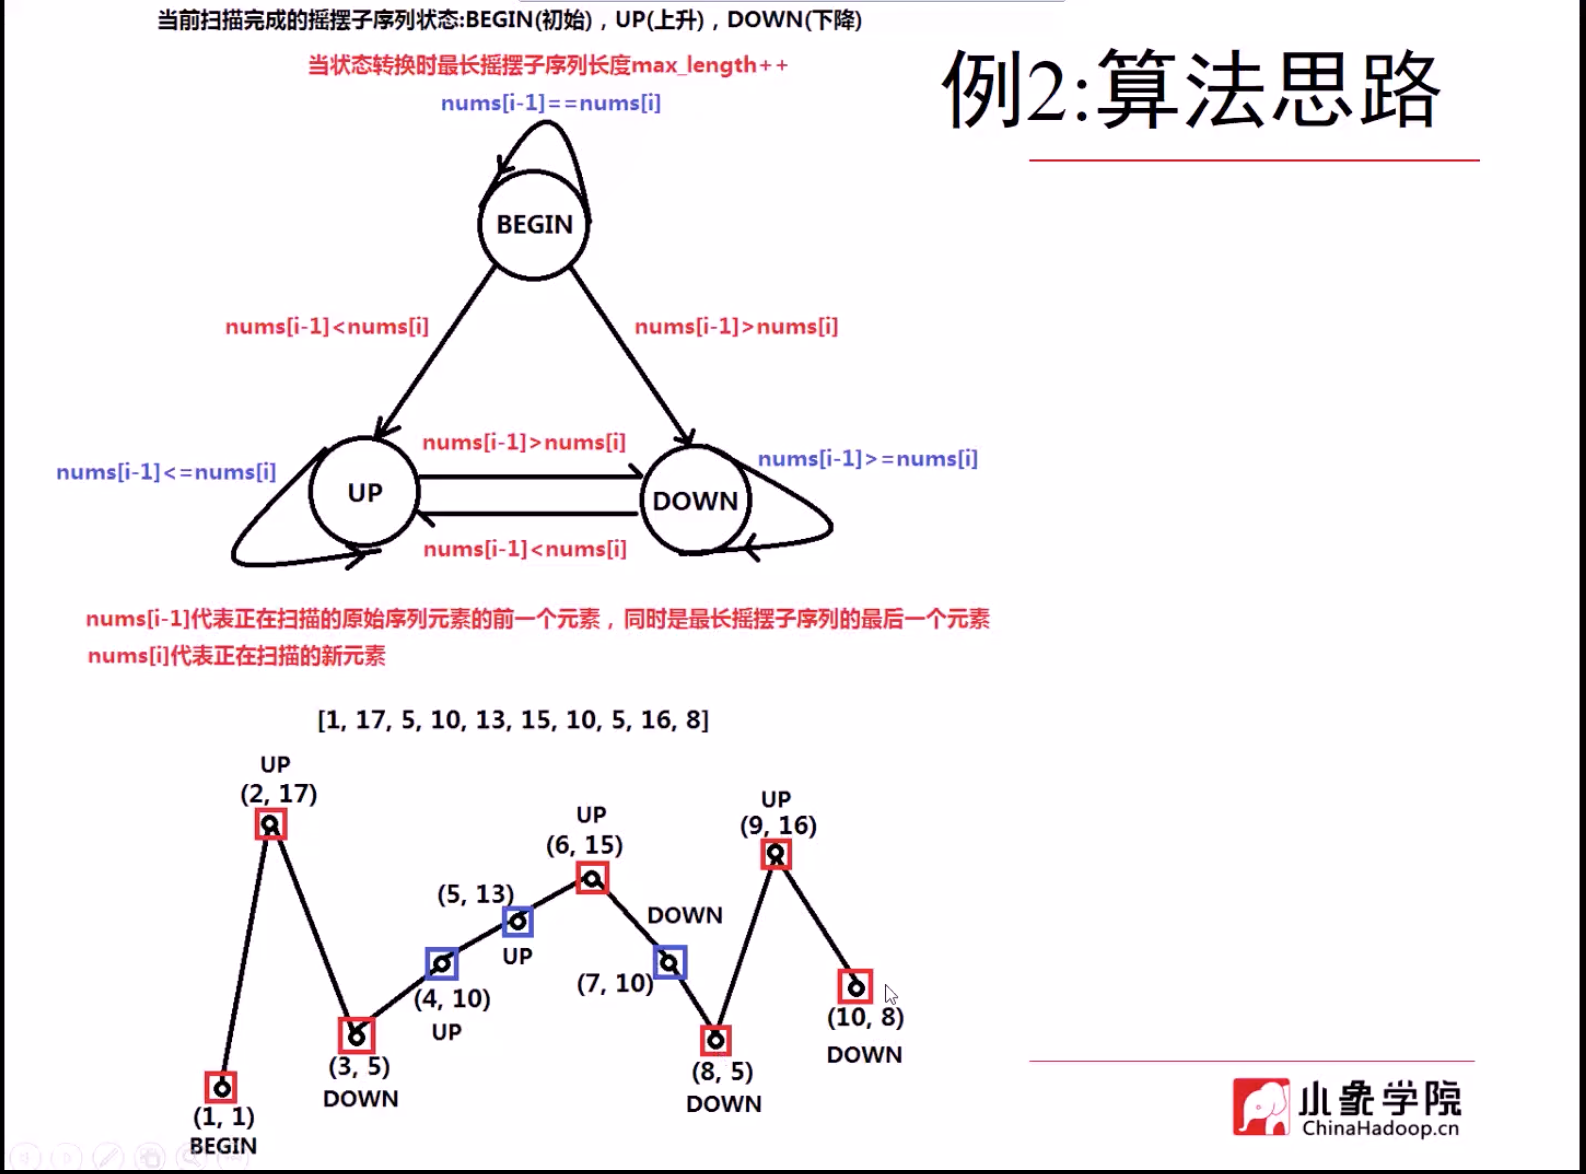 当前扫描完成的摇摆子序列状态:BEGIN(初始)，UP(上升)，DOWN(下降)
当状态转换时最长摇摆子序列长度max_length++
例2:算法思路
nums[i-1]==nums[i]
BEGIN
nums[i-1]<nums[i]
nums[i-1]>nums[i]
nums[i-1]>nums[i]
nums[i-1]<=nums[i]
nums[i-1]>=nums[i]
UP
DOWN
nums[i-1]<nums[i]
nums[i-1]代表正在扫描的原始序列元素的前一个元素，同时是最长摇摆子序列的最后一个元素
nums[i]代表正在扫描的新元素
[1, 17, 5, 10, 13, 15, 10, 5, 16, 8]
UP
(2, 17)
UP
(6, 15)
UP
(9, 16)
(5, 13)
UP
DOWN
(7, 10)
(4, 10)
UP
(10, 8)
DOWN
(3, 5)
DOWN
(8, 5)
DOWN
(1, 1)
BEGIN
小象学院
ChinaHadoop.cn